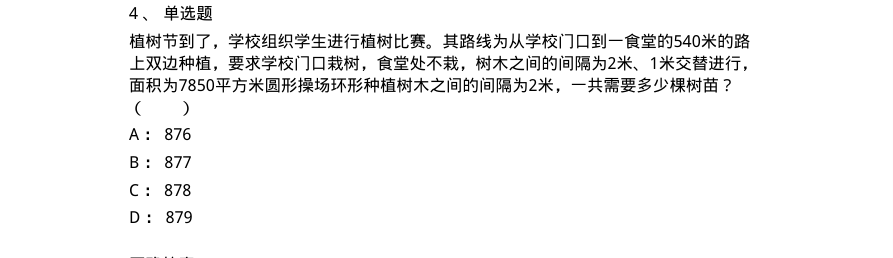 4 、 单选题
植树节到了，学校组织学生进行植树比赛。其路线为从学校门口到一食堂的540米的路
上双边种植，要求学校门口栽树，食堂处不栽，树木之间的间隔为2米、1米交替进行，
面积为7850平方米圆形操场环形种植树木之间的间隔为2米，一共需要多少棵树苗？
（　　）
A： 876
B： 877
C： 878
D： 879